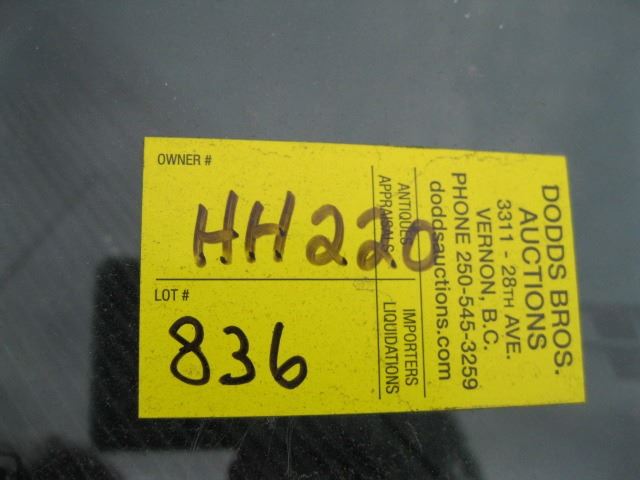 OWNER #
HH220
LOT #
836
DODDS BROS.
AUCTIONS
3311 - 28TH AVE.
VERNON, B.C.
PHONE 250-545-3259
doddsauctions.com
ANTIQUES IMPORTERS
APPRAISALS LIQUIDATIONS